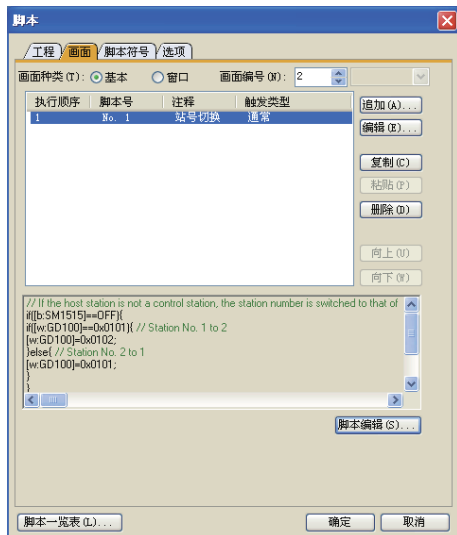 脚本
工程 画面 脚本符号 选项
画面种类(T): 基本 窗口 画面编号(N): 2
执行顺序 脚本号 注释 触发类型
1 No. 1 站号切换 通常
追加(A)...
编辑(E)...
复制(C)
粘贴(P)
删除(D)
向上(U)
向下(W)
// If the host station is not a control station, the station number is switched to that of
if([b:SM1515]==OFF){
if([w:GD100]==0x0101){ // Station No. 1 to 2
[w:GD100]=0x0102;
}else{ // Station No. 2 to 1
[w:GD100]=0x0101;
}
}
脚本编辑(S)...
脚本一览表(L)... 确定 取消